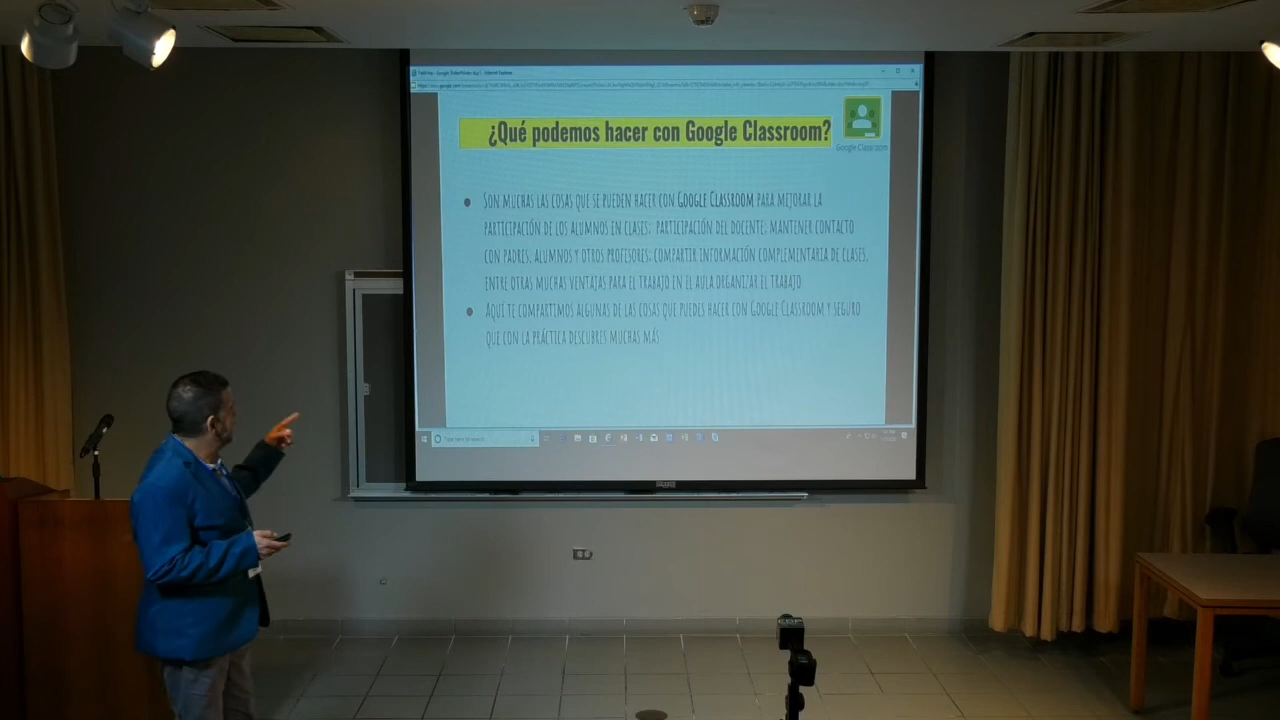 ¿Qué podemos hacer con Google Classroom?
Google Classroom
SON MUCHAS LAS COSAS QUE SE PUEDEN HACER CON GOOGLE CLASSROOM PARA MEJORAR LA
PARTICIPACIÓN DE LOS ALUMNOS EN CLASES; PARTICIPACIÓN DEL DOCENTE; MANTENER CONTACTO
CON PADRES, ALUMNOS Y OTROS PROFESORES; COMPARTIR INFORMACIÓN COMPLEMENTARIA DE CLASES,
ENTRE OTRAS MUCHAS VENTAJAS PARA EL TRABAJO EN EL AULA ORGANIZAR EL TRABAJO
AQUÍ TE COMPARTIMOS ALGUNAS DE LAS COSAS QUE PUEDES HACER CON GOOGLE CLASSROOM Y SEGURO
QUE CON LA PRÁCTICA DESCUBRES MUCHAS MÁS
Type here to search